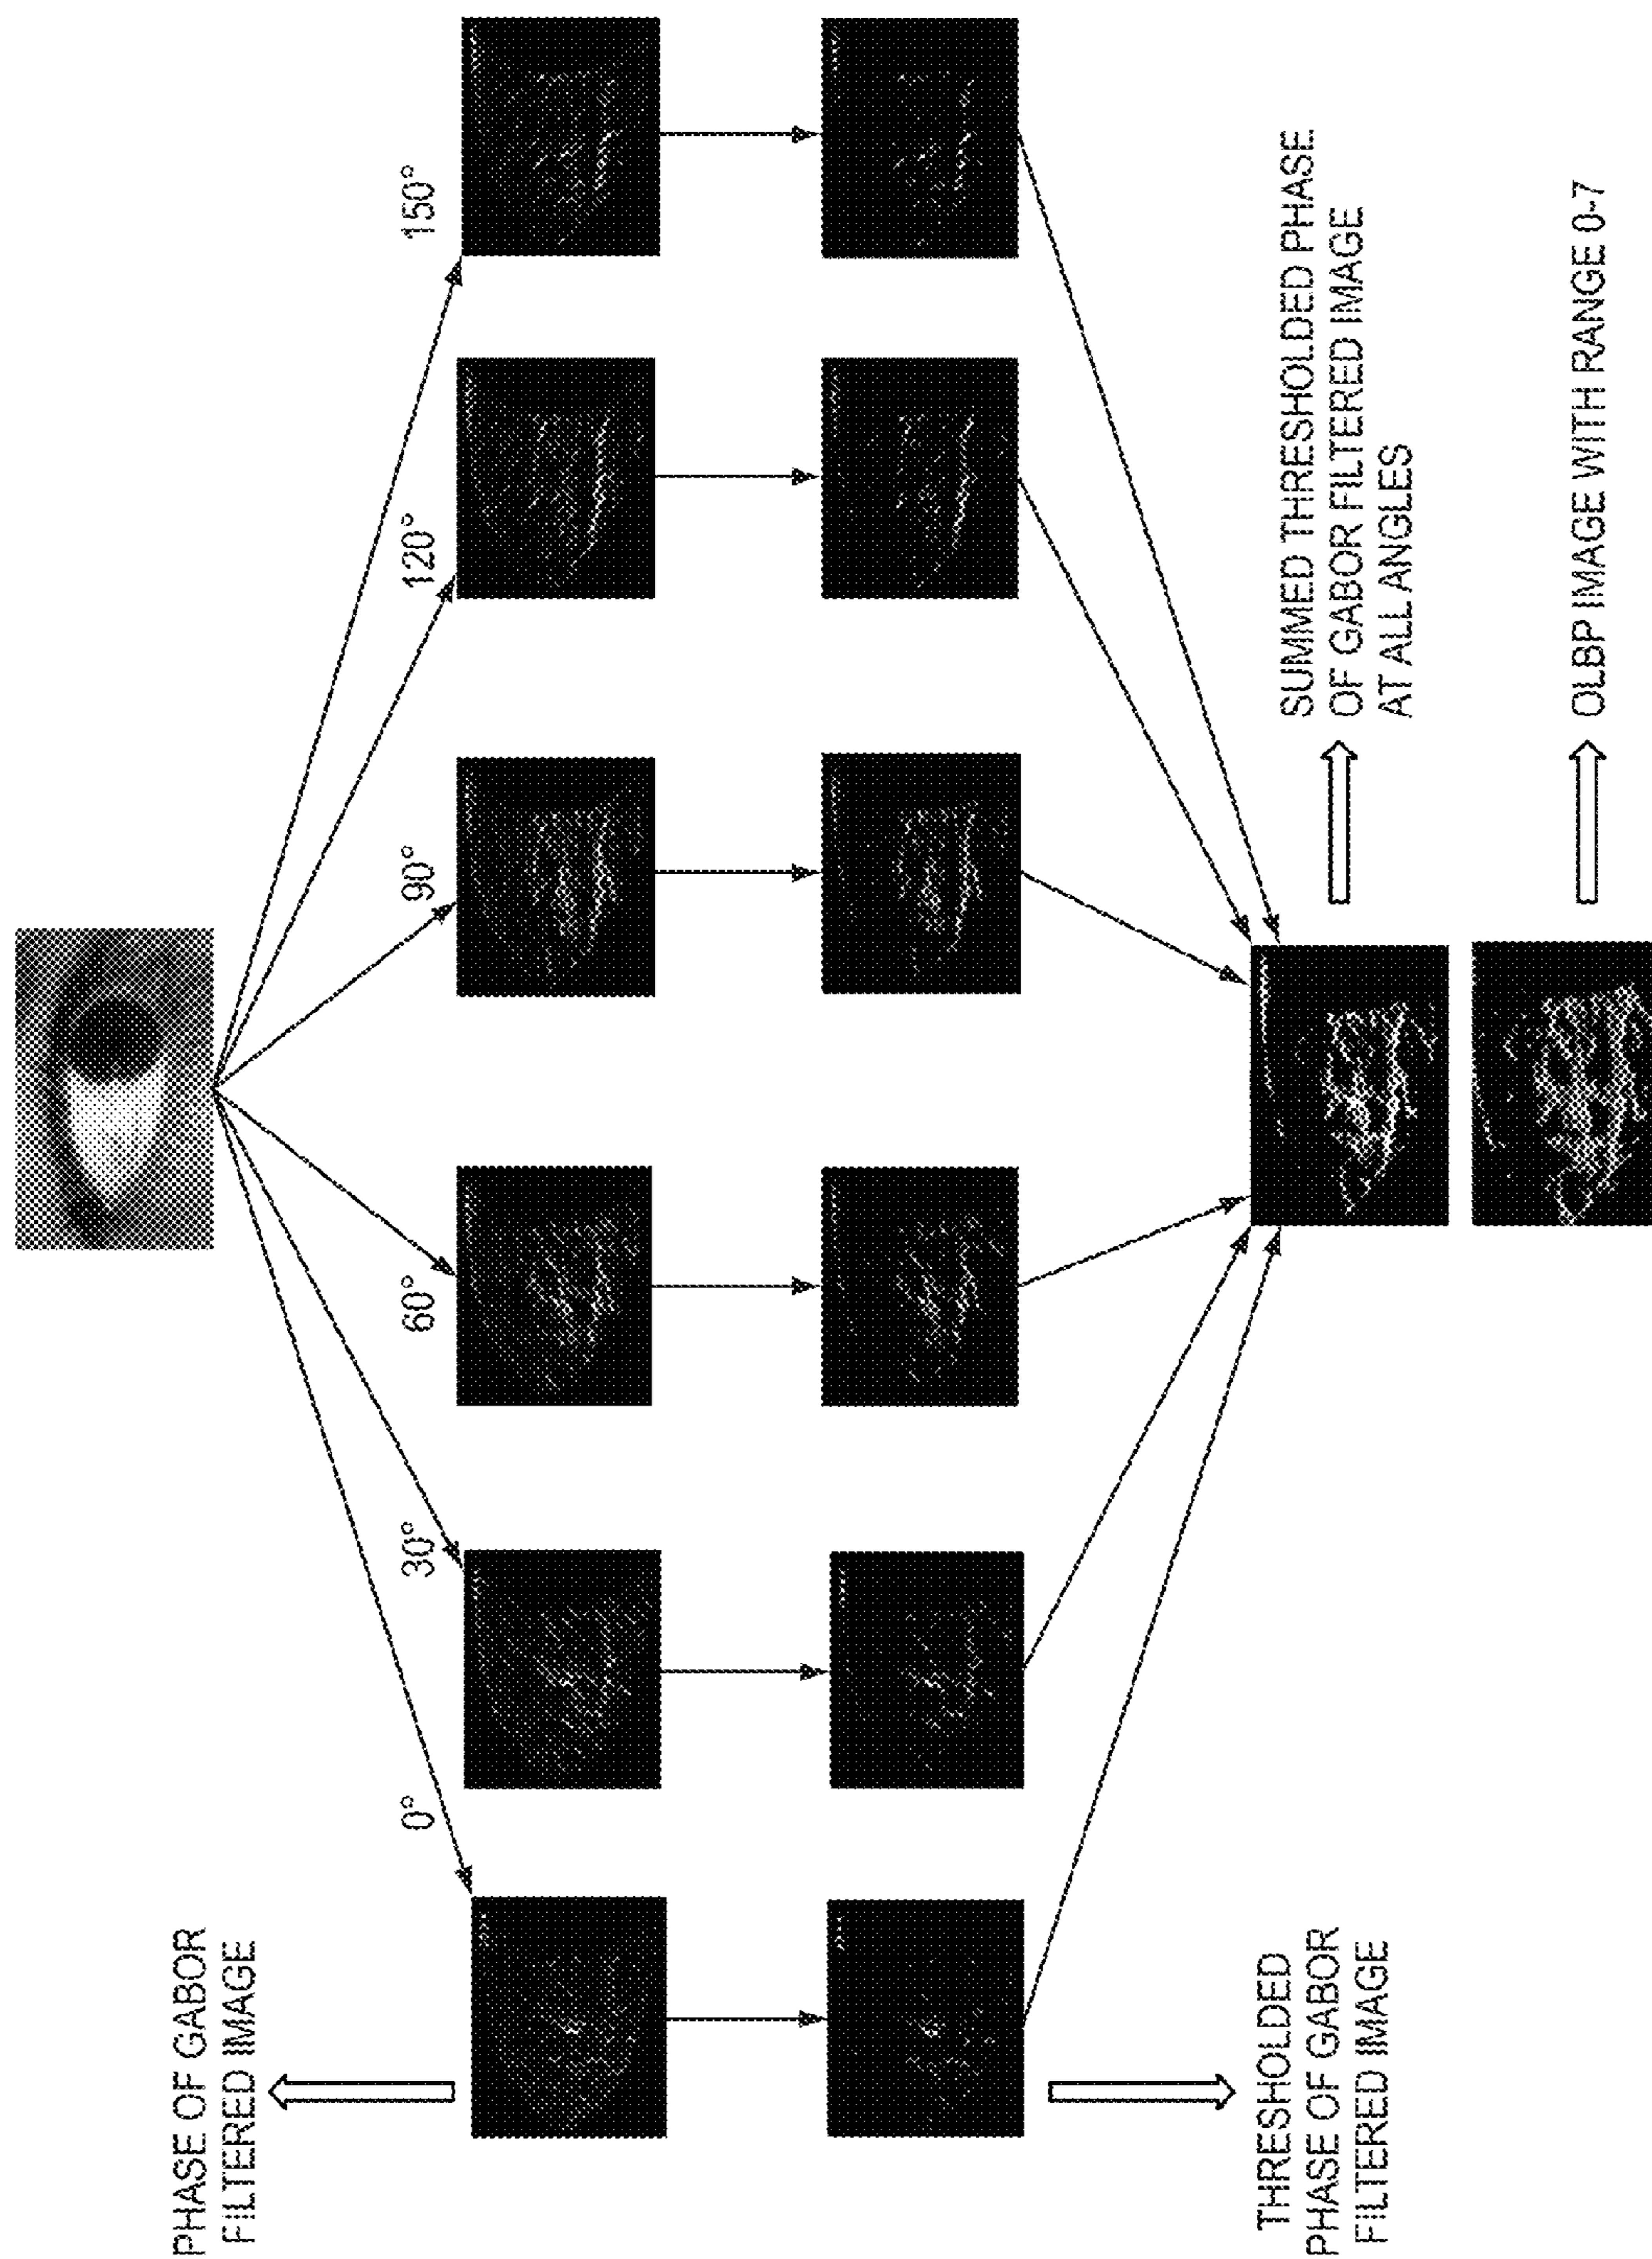 PHASE OF GABOR
FILTERED IMAGE
0°
30°
60°
90°
120°
150°
THRESHOLDED
PHASE OF GABOR
FILTERED IMAGE
SUMMED THRESHOLDED PHASE
OF GABOR FILTERED IMAGE
AT ALL ANGLES
OLBP IMAGE WITH RANGE 0-7